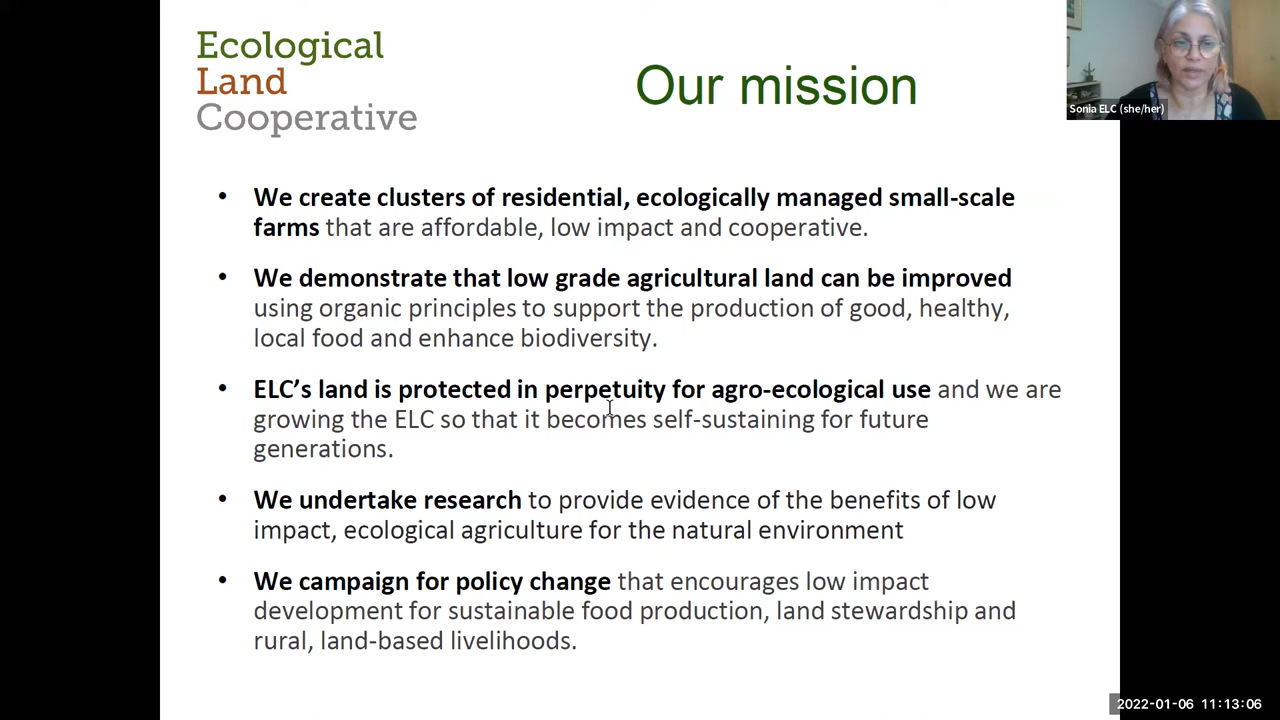 Ecological
Land
Cooperative
Our mission
Sonia ELC (she/her)
• We create clusters of residential, ecologically managed small-scale
farms that are affordable, low impact and cooperative.
• We demonstrate that low grade agricultural land can be improved
using organic principles to support the production of good, healthy,
local food and enhance biodiversity.
• ELC’s land is protected in perpetuity for agro-ecological use and we are
growing the ELC so that it becomes self-sustaining for future
generations.
• We undertake research to provide evidence of the benefits of low
impact, ecological agriculture for the natural environment
• We campaign for policy change that encourages low impact
development for sustainable food production, land stewardship and
rural, land-based livelihoods.
2022-01-06 11:13:06